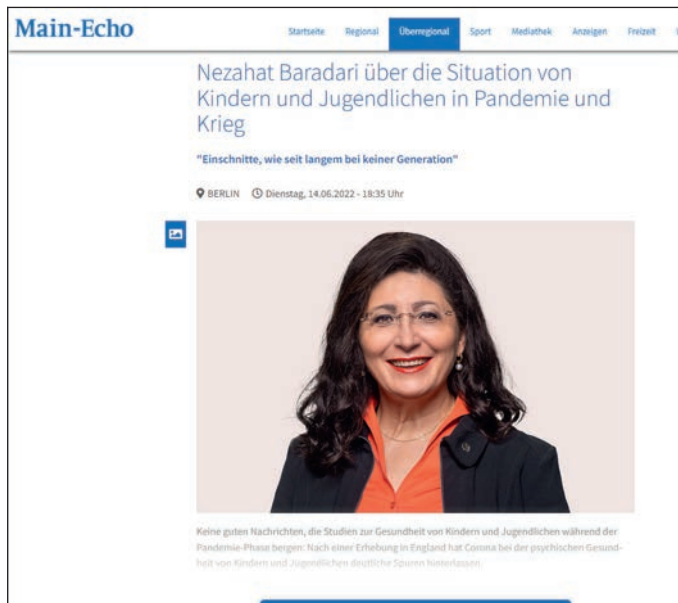 Main-Echo
Startseite Regional Überregional Sport Mediathek Anzeigen Freizeit
Nezahat Baradari über die Situation von
Kindern und Jugendlichen in Pandemie und
Krieg
"Einschnitte, wie seit langem bei keiner Generation"
BERLIN Dienstag, 14.06.2022 - 18:35 Uhr
Keine guten Nachrichten, die Studien zur Gesundheit von Kindern und Jugendlichen während der
Pandemie-Phase bergen: Nach einer Erhebung in England hat Corona bei der psychischen Gesund-
heit von Kindern und Jugendlichen deutliche Spuren hinterlassen.